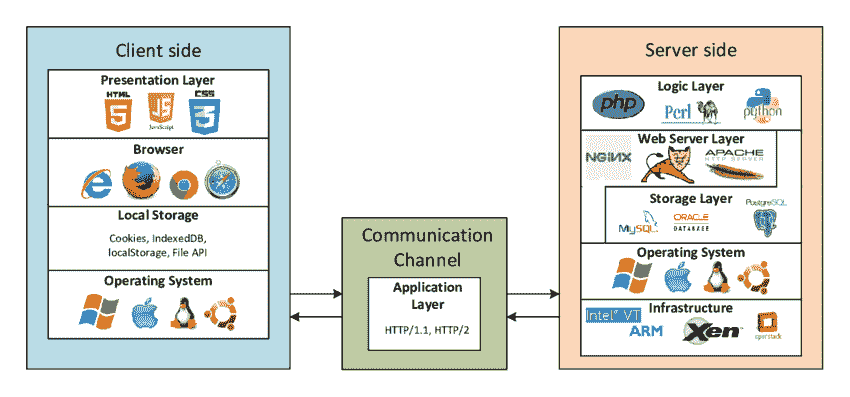 Client side
Presentation Layer
HTML
5
JS
JavaScript
CSS
3
Browser
Local Storage
Cookies, IndexedDB,
localStorage, File API
Operating System
Communication
Channel
Application
Layer
HTTP/1.1, HTTP/2
Server side
Logic Layer
php
Perl
python
Web Server Layer
NGINX
APACHE
HTTP SERVER
Storage Layer
MySQL
ORACLE
DATABASE
PostgreSQL
Operating System
Infrastructure
Intel® VT
ARM
Xen
openstack